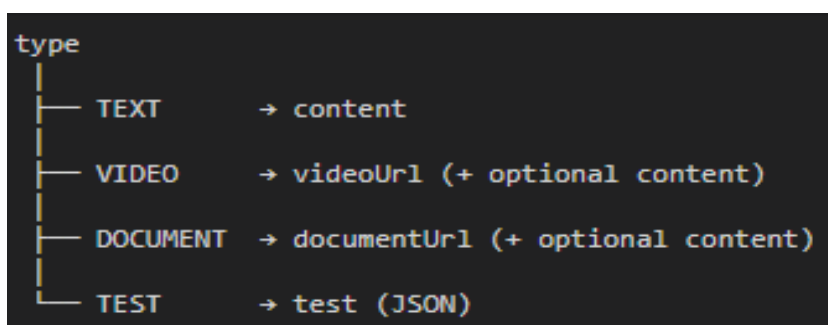 type
│
├── TEXT → content
│
├── VIDEO → videoUrl (+ optional content)
│
├── DOCUMENT → documentUrl (+ optional content)
│
└── TEST → test (JSON)